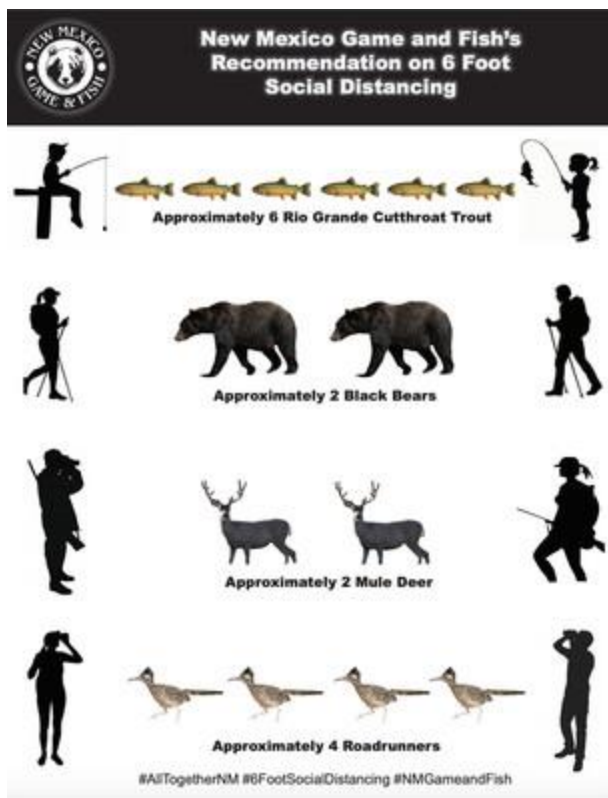 NEW MEXICO
GAME & FISH
New Mexico Game and Fish's
Recommendation on 6 Foot
Social Distancing
Approximately 6 Rio Grande Cutthroat Trout
Approximately 2 Black Bears
Approximately 2 Mule Deer
Approximately 4 Roadrunners
#AllTogetherNM #6FootSocialDistancing #NMGameandFish